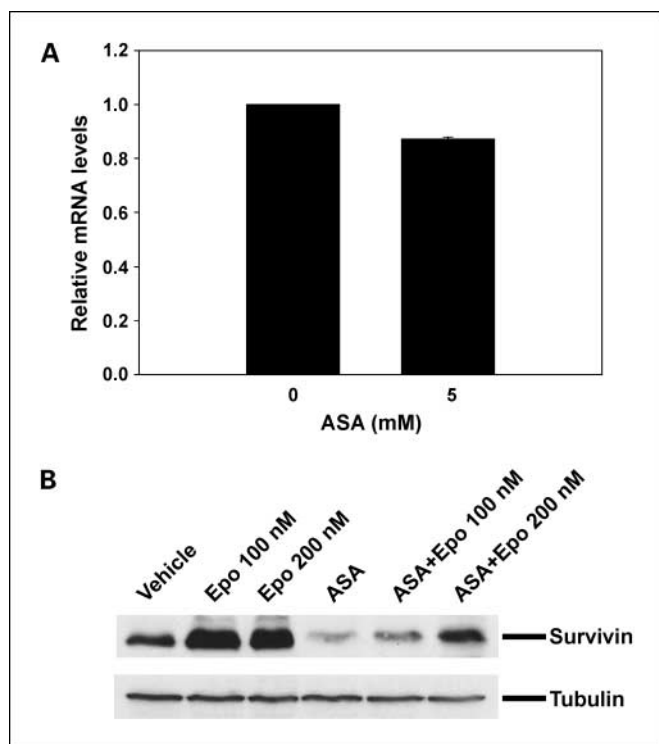 A
Relative mRNA levels
1.2
1.0
0.8
0.6
0.4
0.2
0.0
0 5
ASA (mM)
B
Vehicle
Epo 100 nM
Epo 200 nM
ASA
ASA+Epo 100 nM
ASA+Epo 200 nM
Survivin
Tubulin